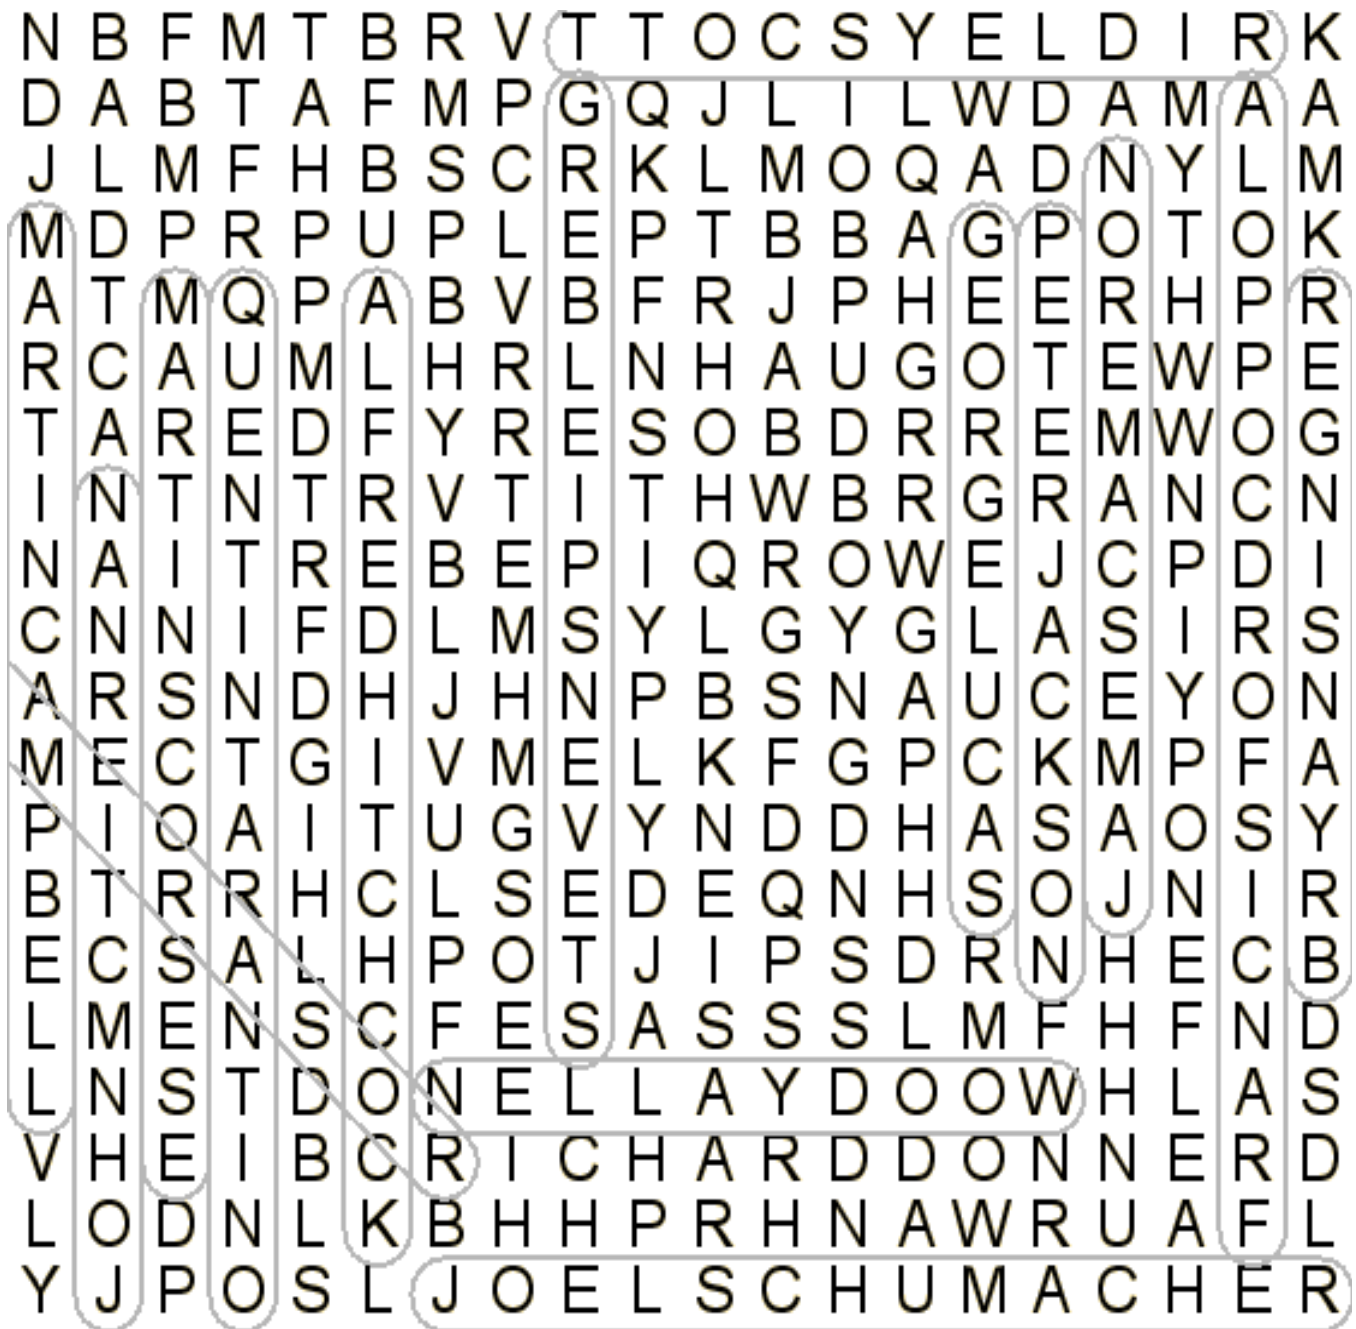 N B F M T B R V T T O C S Y E L D I R K
D A B T A F M P G Q J L I L W D A M A A
J L M F H B S C R K L M O Q A D N Y L M
M D P R P U P L E P T B B A G P O T O K
A T M Q P A B V B F R J P H E E R H P R
R C A U M L H R L N H A U G O T E W P E
T A R E D F Y R E S O B D R R E M W O G
I N T N T R V T I T H W B R G R A N C N
N A I T R E B E P I Q R O W E J C P D I
C N N I F D L M S Y L G Y G L A S I R S
A R S N D H J H N P B S N A U C E Y O N
M E C T G I V M E L K F G P C K M P F A
P I O A I T U G V Y N D D H A S A O S Y
B T R R H C L S E D E Q N H S O J N I R
E C S A L H P O T J I P S D R N H E C B
L M E N S C F E S A S S S L M F H F N D
L N S T D O N E L L A Y D O O W H L A S
V H E I B C R I C H A R D D O N N E R D
L O D N L K B H H P R H N A W R U A F L
Y J P O S L J O E L S C H U M A C H E R